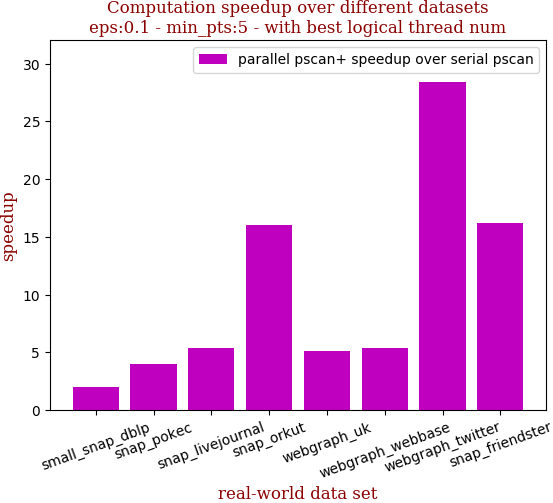 Computation speedup over different datasets
eps:0.1 - min_pts:5 - with best logical thread num
parallel pscan+ speedup over serial pscan
speedup
30
25
20
15
10
5
0
small_snap_dblp
snap_pokec
snap_livejournal
snap_orkut
webgraph_uk
webgraph_webbase
webgraph_twitter
snap_friendster
real-world data set